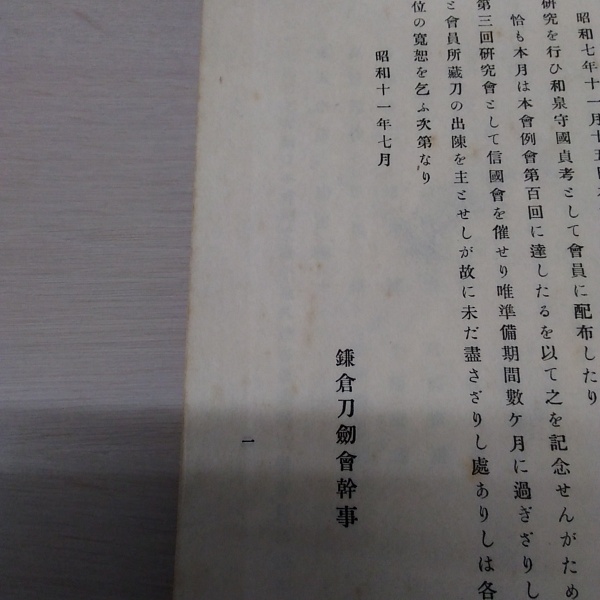 昭和七年十一月十五日
研究を行ひ和泉守國貞考として會員に配布したり
恰も本月は本會例會第百回に達したるを以て之を記念せんがため
第三回研究會として信國會を催せり唯準備期間數ケ月に過ぎざりし
と會員所藏刀の出陳を主とせしが故に未だ盡さざりし處ありしは各
位の寬恕を乞ふ次第なり
昭和十一年七月
鎌倉刀劒會幹事
一